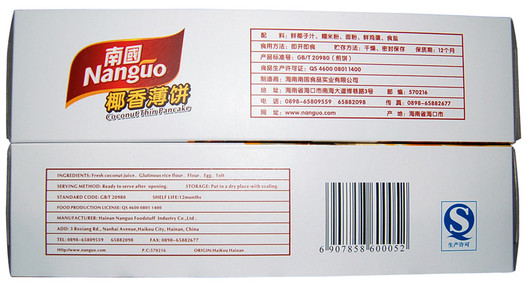 南國
Nanguo
椰香薄饼
Coconut Thin Pancake
配 料：鲜椰子汁、糯米粉、面粉、鲜鸡蛋、食盐
食用方法：即开即食 贮存方法：干燥、密封保存 保质期：12个月
产品标准号：GB/T 20980（煎饼）
食品生产许可证：QS 4600 0801 1400
制造商：海南南国食品实业有限公司
地 址：海南省海口市南海大道博巷路3号 邮 编：570216
电 话：0898-65809559 65882098 传 真：0898-65882978
www.nanguo.com 产 地：海南省海口市
INGREDIENTS: Fresh coconut juice、Glutinous rice flour、Flour、Egg、Talt
SERVING METHOD: Ready to serve after opening. STORAGE: Put in a dry place with sealing.
STANDARD CODE: GB/T 20980 SHELF LIFE:12months
FOOD PRODUCTION LICENSE: QS 4600 0801 1400
MANUFACTURER: Hainan Nanguo Foodstuff Industry Co.,Ltd.
ADD: 3 Boxiang Rd., Nanhai Avenue,Haikou City, Hainan, China
TEL: 0898-65809559 65882098 FAX: 0898-65882978
http://www.nanguo.com P.C:570216 ORIGIN:Haikou Hainan
6 907858 600052
QS
生产许可